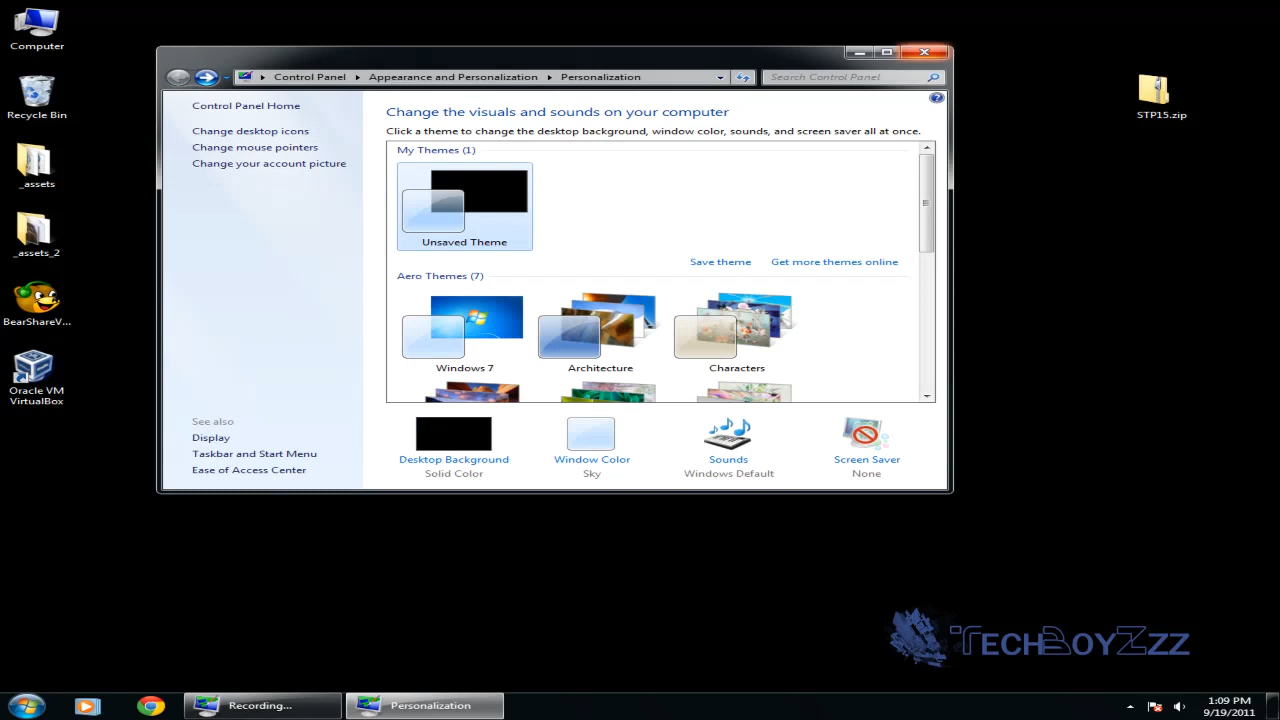 Computer
Recycle Bin
_assets
_assets_2
BearShareV...
Oracle VM
VirtualBox
Control Panel
Appearance and Personalization
Personalization
Search Control Panel
Control Panel Home
Change desktop icons
Change mouse pointers
Change your account picture
See also
Display
Taskbar and Start Menu
Ease of Access Center
Change the visuals and sounds on your computer
Click a theme to change the desktop background, window color, sounds, and screen saver all at once.
My Themes (1)
Unsaved Theme
Save theme
Get more themes online
Aero Themes (7)
Windows 7
Architecture
Characters
Desktop Background
Solid Color
Window Color
Sky
Sounds
Windows Default
Screen Saver
None
STP15.zip
TechBoyZzz
Recording...
Personalization
1:09 PM
9/19/2011